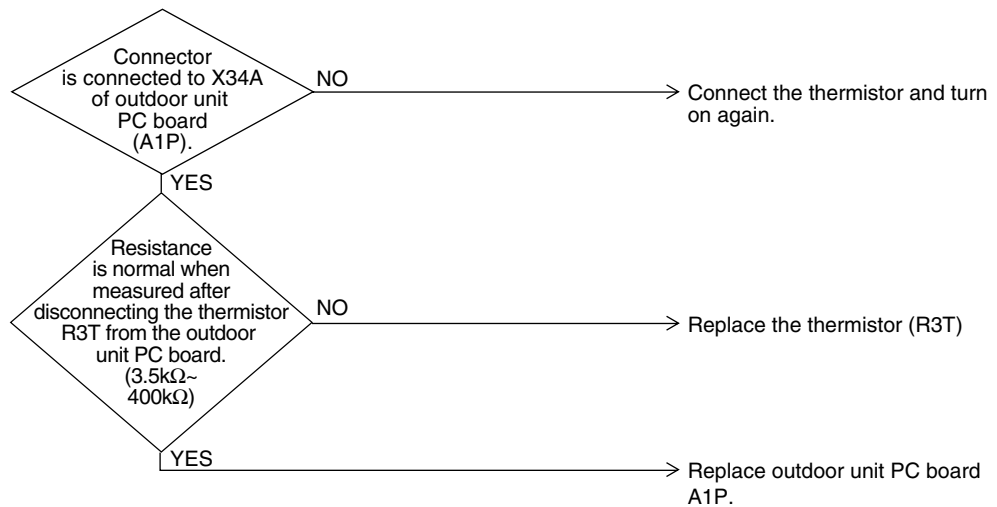 Connector
is connected to X34A
of outdoor unit
PC board
(A1P).
NO
Connect the thermistor and turn
on again.
YES
Resistance
is normal when
measured after
disconnecting the thermistor
R3T from the outdoor
unit PC board.
(3.5kΩ~
400kΩ)
NO
Replace the thermistor (R3T)
YES
Replace outdoor unit PC board
A1P.